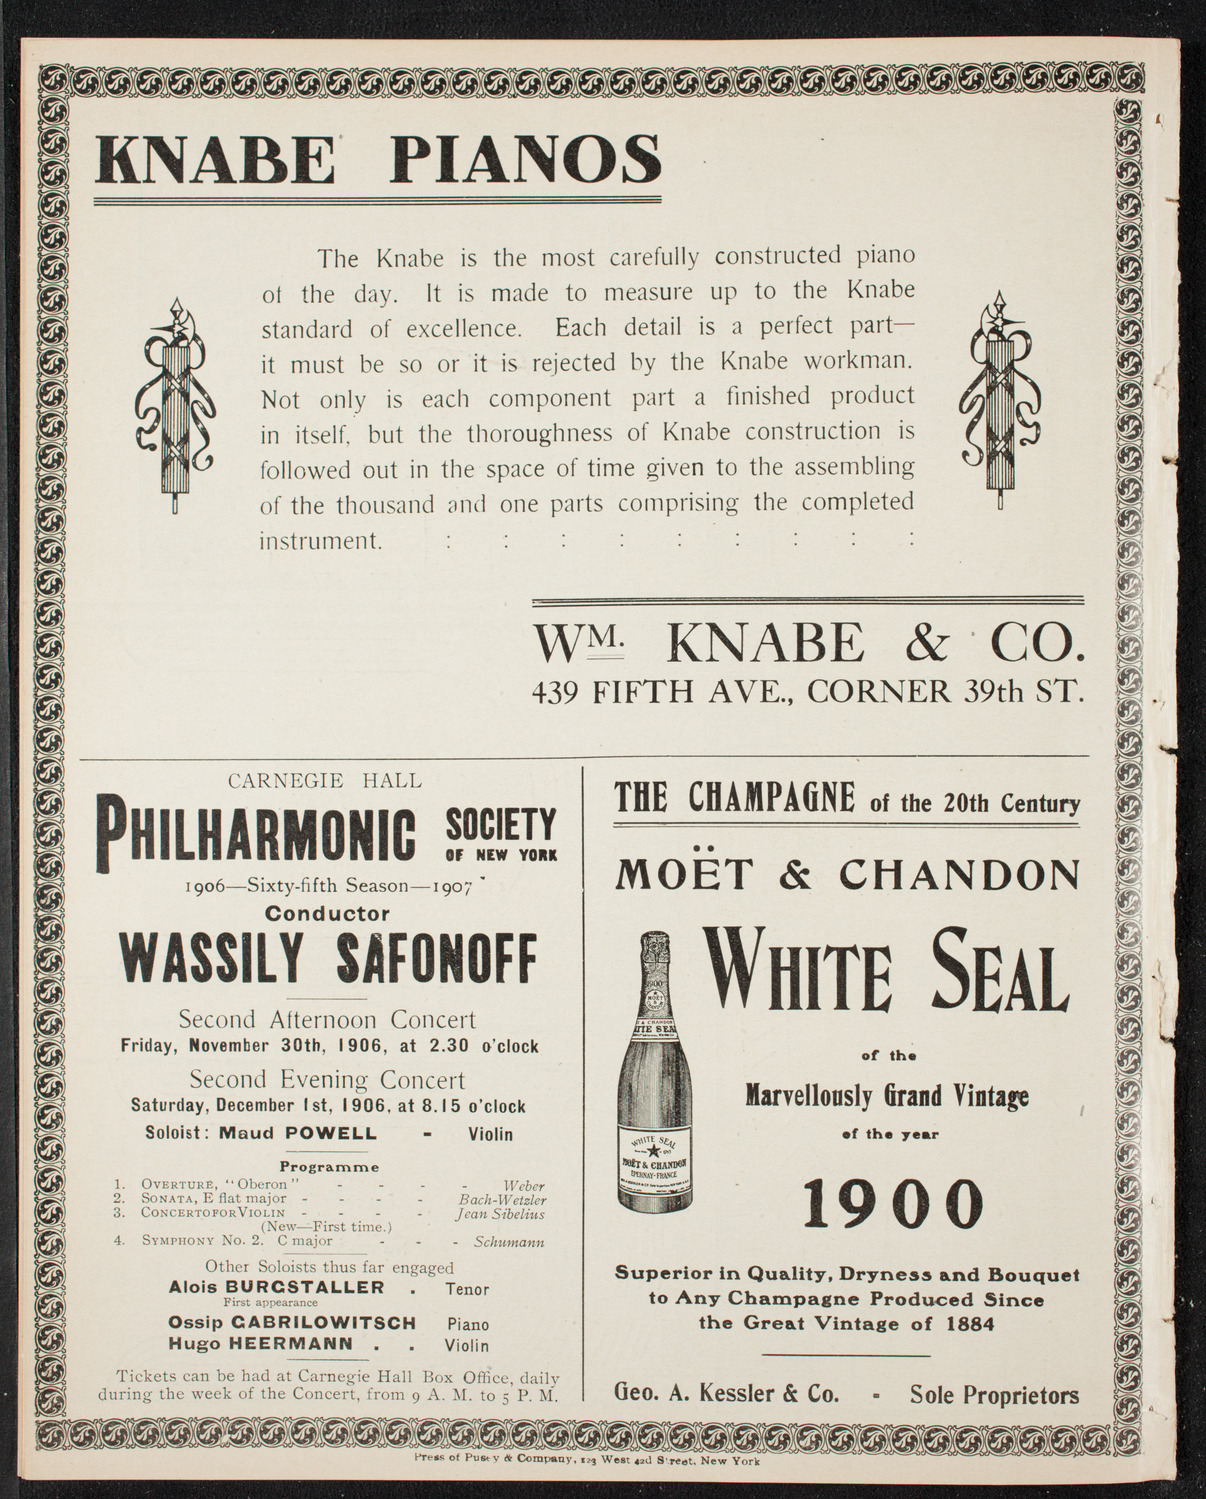 KNABE PIANOS
The Knabe is the most carefully constructed piano
of the day. It is made to measure up to the Knabe
standard of excellence. Each detail is a perfect part—
it must be so or it is rejected by the Knabe workman.
Not only is each component part a finished product
in itself, but the thoroughness of Knabe construction is
followed out in the space of time given to the assembling
of the thousand and one parts comprising the completed
instrument. : : : : : : : : :
WM. KNABE & CO.
439 FIFTH AVE., CORNER 39th ST.
CARNEGIE HALL
PHILHARMONIC SOCIETY
OF NEW YORK
1906—Sixty-fifth Season—1907
Conductor
WASSILY SAFONOFF
Second Afternoon Concert
Friday, November 30th, 1906, at 2.30 o'clock
Second Evening Concert
Saturday, December 1st, 1906, at 8.15 o'clock
Soloist: Maud POWELL - Violin
Programme
1. OVERTURE, "Oberon" - - - - Weber
2. SONATA, E flat major - - - - Bach-Wetzler
3. CONCERTO FOR VIOLIN - - - - Jean Sibelius
(New—First time.)
4. SYMPHONY No. 2. C major - - - Schumann
Other Soloists thus far engaged
Alois BURGSTALLER . Tenor
First appearance
Ossip GABRILOWITSCH Piano
Hugo HEERMANN . . Violin
Tickets can be had at Carnegie Hall Box Office, daily
during the week of the Concert, from 9 A. M. to 5 P. M.
THE CHAMPAGNE of the 20th Century
MOËT & CHANDON
WHITE SEAL
of the
Marvellously Grand Vintage
of the year
1900
Superior in Quality, Dryness and Bouquet
to Any Champagne Produced Since
the Great Vintage of 1884
Geo. A. Kessler & Co. - Sole Proprietors
1900
MOËT
& CHANDON
ITE SEA
WHITE SEAL
MOËT & CHANDON
EPERNAY-FRANCE
Press of Pusey & Company, 123 West 42d Street, New York